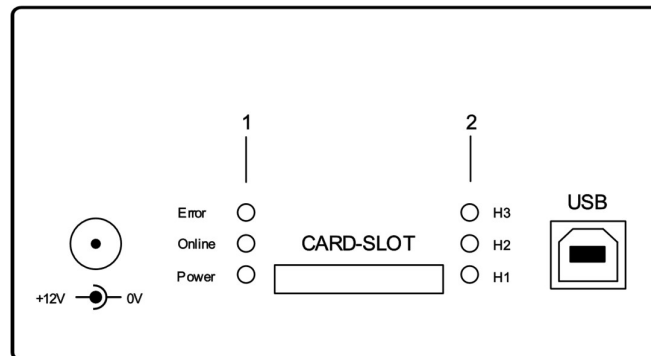 1
2
USB
Error
H3
Online
CARD-SLOT
H2
Power
H1
+12V
0V